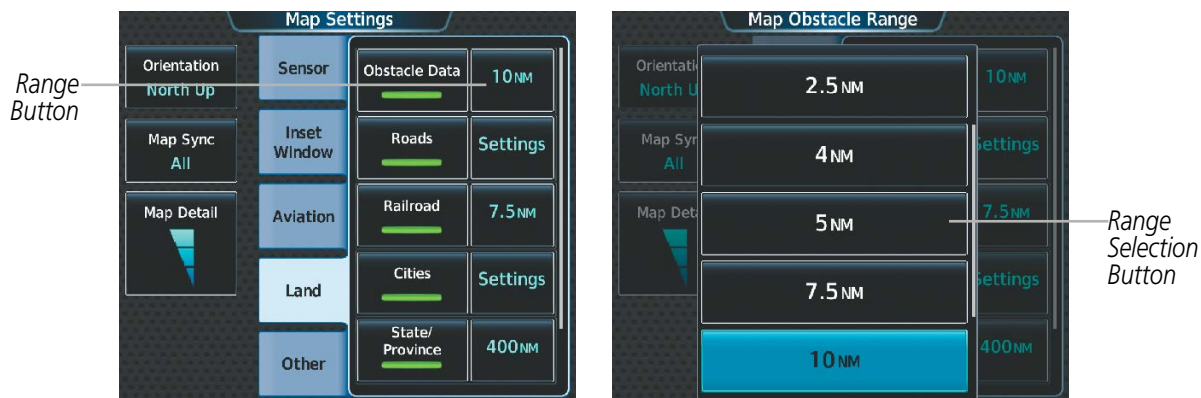 Map Settings
Range
Button
Orientation
North Up
Map Sync
All
Map Detail
Sensor
Inset
Window
Aviation
Land
Other
Obstacle Data
10NM
Roads
Settings
Railroad
7.5NM
Cities
Settings
State/
Province
400NM
Map Obstacle Range
Orientati
North U
Map Syn
All
Map Deta
2.5NM
4NM
5NM
7.5NM
10NM
10NM
ettings
7.5NM
ettings
400NM
Range
Selection
Button